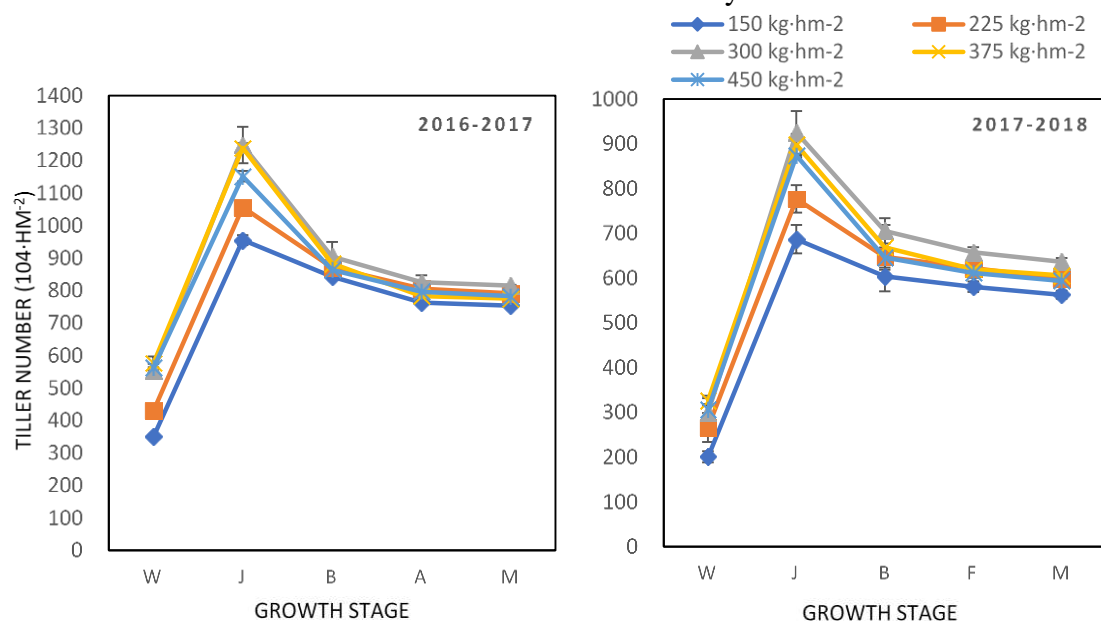 y
150 kg·hm-2
225 kg·hm-2
300 kg·hm-2
375 kg·hm-2
450 kg·hm-2
TILLER NUMBER (104·HM-2)
1400
1300
1200
1100
1000
900
800
700
600
500
400
300
200
100
0
2016-2017
W J B A M
GROWTH STAGE
1000
900
800
700
600
500
400
300
200
100
0
2017-2018
W J B F M
GROWTH STAGE